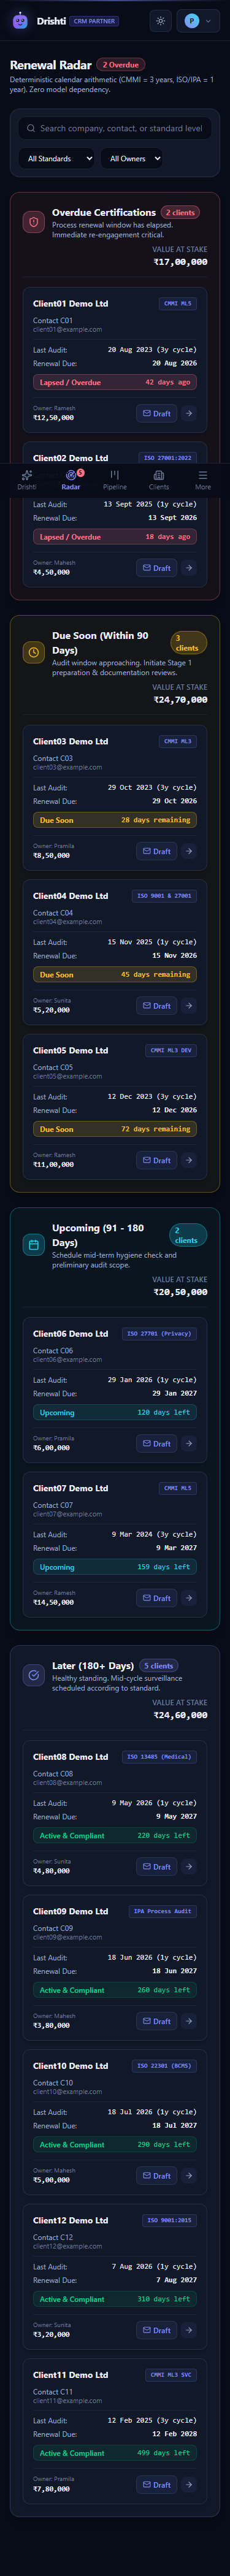 Drishti CRM PARTNER P
Renewal Radar 2 Overdue
Deterministic calendar arithmetic (CMMI = 3 years, ISO/IPA = 1
year). Zero model dependency.
Search company, contact, or standard level
All Standards All Owners
Overdue Certifications 2 clients
Process renewal window has elapsed.
Immediate re-engagement critical.
VALUE AT STAKE
₹17,00,000
Client01 Demo Ltd CMMI ML5
Contact C01
client01@example.com
Last Audit: 20 Aug 2023 (3y cycle)
Renewal Due: 20 Aug 2026
Lapsed / Overdue 42 days ago
Owner: Ramesh
₹12,50,000 Draft
Client02 Demo Ltd ISO 27001:2022
Drishti Radar 5 Pipeline Clients More
Last Audit: 13 Sept 2025 (1y cycle)
Renewal Due: 13 Sept 2026
Lapsed / Overdue 18 days ago
Owner: Mahesh
₹4,50,000 Draft
Due Soon (Within 90
Days)
3
clients
Audit window approaching. Initiate Stage 1
preparation & documentation reviews.
VALUE AT STAKE
₹24,70,000
Client03 Demo Ltd CMMI ML3
Contact C03
client03@example.com
Last Audit: 29 Oct 2023 (3y cycle)
Renewal Due: 29 Oct 2026
Due Soon 28 days remaining
Owner: Pramila
₹8,50,000 Draft
Client04 Demo Ltd ISO 9001 & 27001
Contact C04
client04@example.com
Last Audit: 15 Nov 2025 (1y cycle)
Renewal Due: 15 Nov 2026
Due Soon 45 days remaining
Owner: Sunita
₹5,20,000 Draft
Client05 Demo Ltd CMMI ML3 DEV
Contact C05
client05@example.com
Last Audit: 12 Dec 2023 (3y cycle)
Renewal Due: 12 Dec 2026
Due Soon 72 days remaining
Owner: Ramesh
₹11,00,000 Draft
Upcoming (91 - 180
Days)
2
clients
Schedule mid-term hygiene check and
preliminary audit scope.
VALUE AT STAKE
₹20,50,000
Client06 Demo Ltd ISO 27701 (Privacy)
Contact C06
client06@example.com
Last Audit: 29 Jan 2026 (1y cycle)
Renewal Due: 29 Jan 2027
Upcoming 120 days left
Owner: Pramila
₹6,00,000 Draft
Client07 Demo Ltd CMMI ML5
Contact C07
client07@example.com
Last Audit: 9 Mar 2024 (3y cycle)
Renewal Due: 9 Mar 2027
Upcoming 159 days left
Owner: Ramesh
₹14,50,000 Draft
Later (180+ Days) 5 clients
Healthy standing. Mid-cycle surveillance
scheduled according to standard.
VALUE AT STAKE
₹24,60,000
Client08 Demo Ltd ISO 13485 (Medical)
Contact C08
client08@example.com
Last Audit: 9 May 2026 (1y cycle)
Renewal Due: 9 May 2027
Active & Compliant 220 days left
Owner: Sunita
₹4,80,000 Draft
Client09 Demo Ltd IPA Process Audit
Contact C09
client09@example.com
Last Audit: 18 Jun 2026 (1y cycle)
Renewal Due: 18 Jun 2027
Active & Compliant 260 days left
Owner: Mahesh
₹3,80,000 Draft
Client10 Demo Ltd ISO 22301 (BCMS)
Contact C10
client10@example.com
Last Audit: 18 Jul 2026 (1y cycle)
Renewal Due: 18 Jul 2027
Active & Compliant 290 days left
Owner: Mahesh
₹5,00,000 Draft
Client12 Demo Ltd ISO 9001:2015
Contact C12
client12@example.com
Last Audit: 7 Aug 2026 (1y cycle)
Renewal Due: 7 Aug 2027
Active & Compliant 310 days left
Owner: Sunita
₹3,20,000 Draft
Client11 Demo Ltd CMMI ML3 SVC
Contact C11
client11@example.com
Last Audit: 12 Feb 2025 (3y cycle)
Renewal Due: 12 Feb 2028
Active & Compliant 499 days left
Owner: Pramila
₹7,80,000 Draft